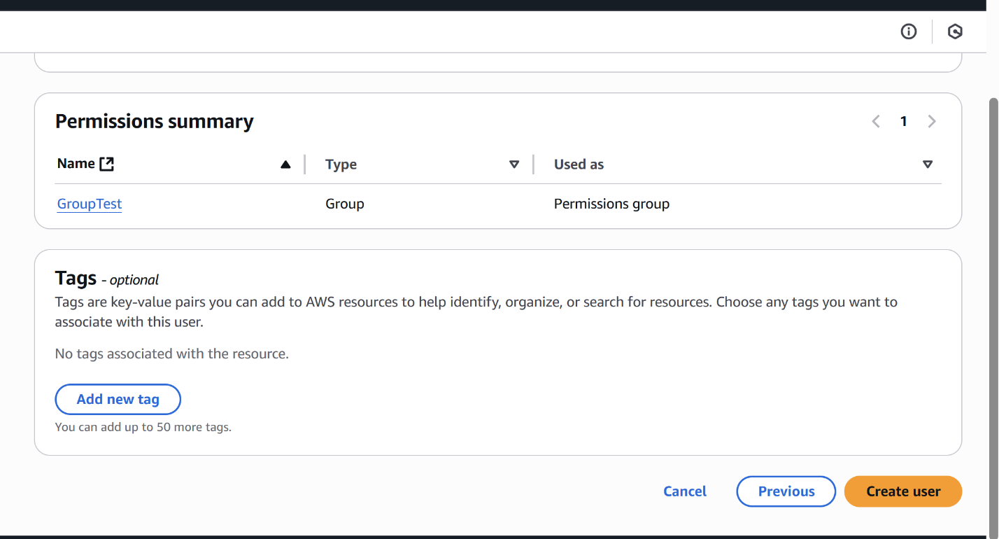 Permissions summary
1
Name Type Used as
GroupTest Group Permissions group
Tags - optional
Tags are key-value pairs you can add to AWS resources to help identify, organize, or search for resources. Choose any tags you want to
associate with this user.
No tags associated with the resource.
Add new tag
You can add up to 50 more tags.
Cancel Previous Create user